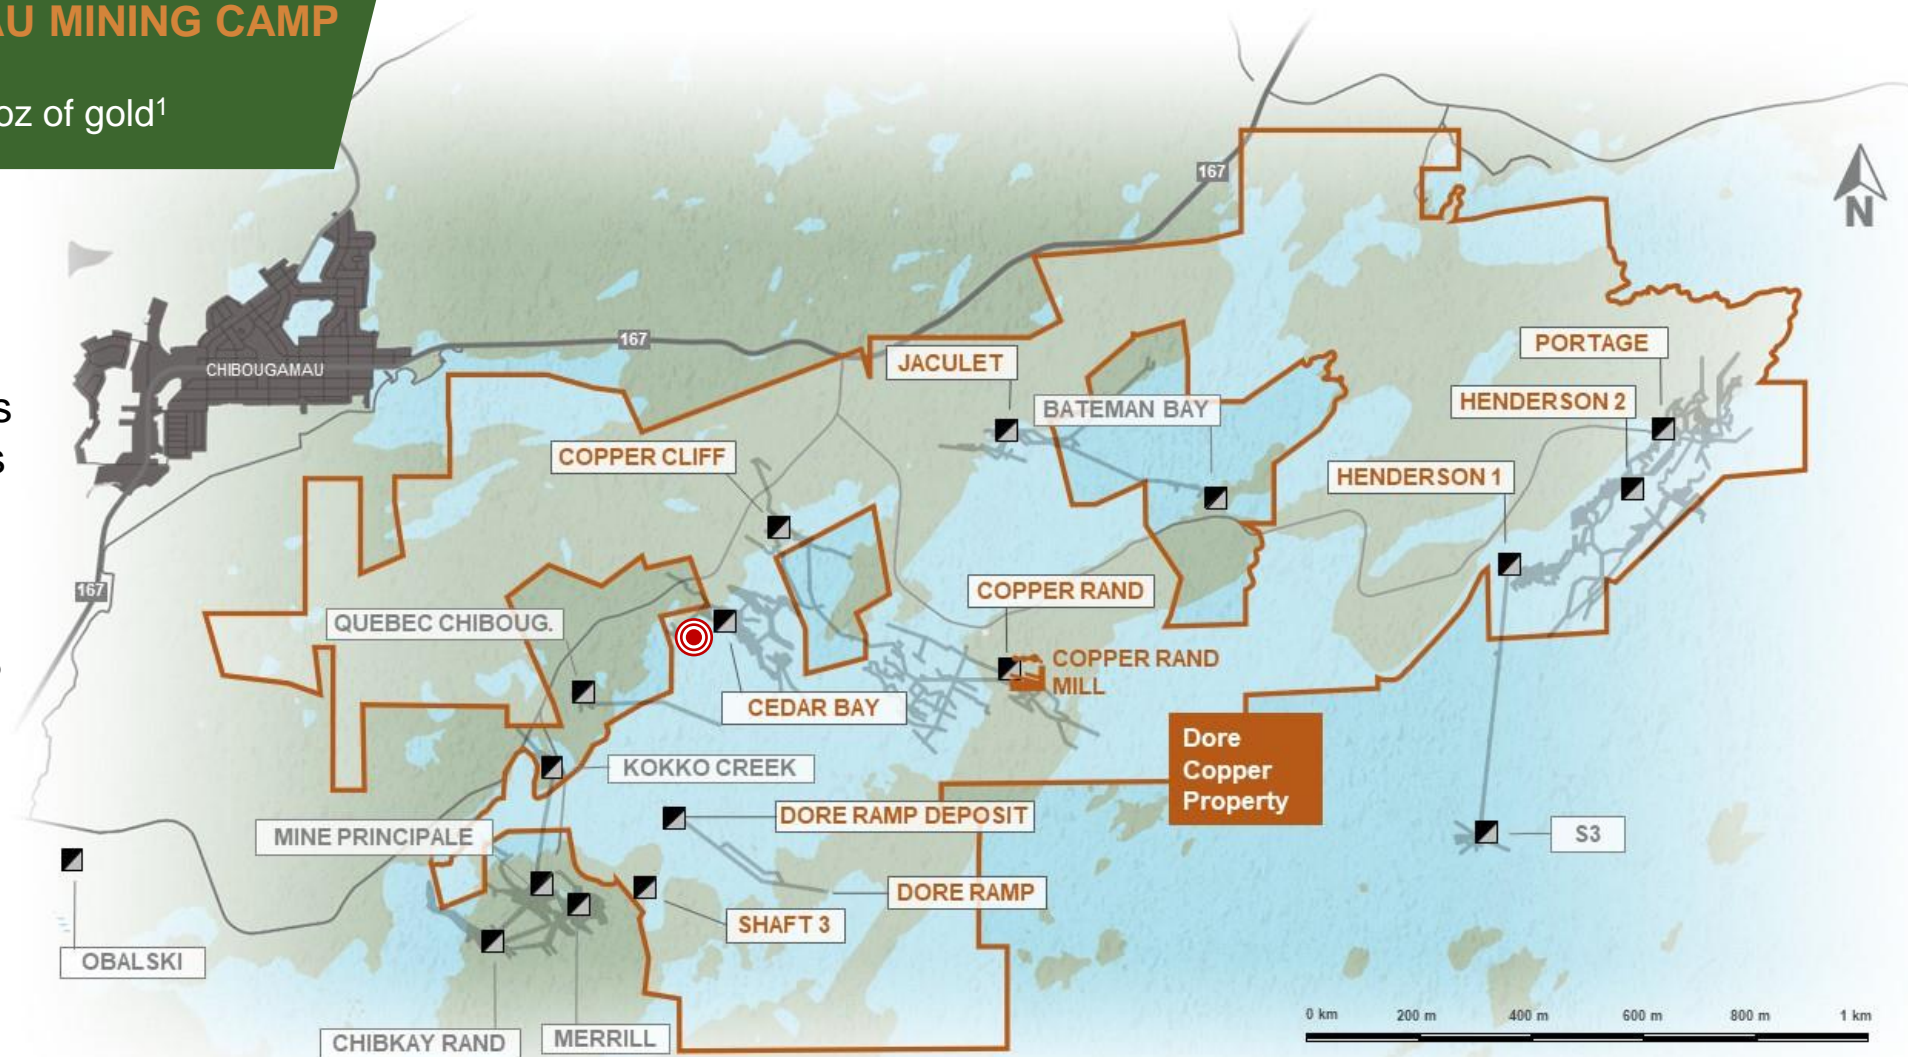 AU MINING CAMP
oz of gold1
167
N
167
PORTAGE
JACULET
CHIBOUGAMAU
HENDERSON 2
BATEMAN BAY
COPPER CLIFF
s
HENDERSON 1
s
167
COPPER RAND
QUEBEC CHIBOUG.
COPPER RAND
MILL
CEDAR BAY
Dore
Copper
Property
KOKKO CREEK
DORE RAMP DEPOSIT
MINE PRINCIPALE
S3
DORE RAMP
SHAFT 3
OBALSKI
0 km 200 m 400 m 600 m 800 m 1 km
CHIBKAY RAND
MERRILL